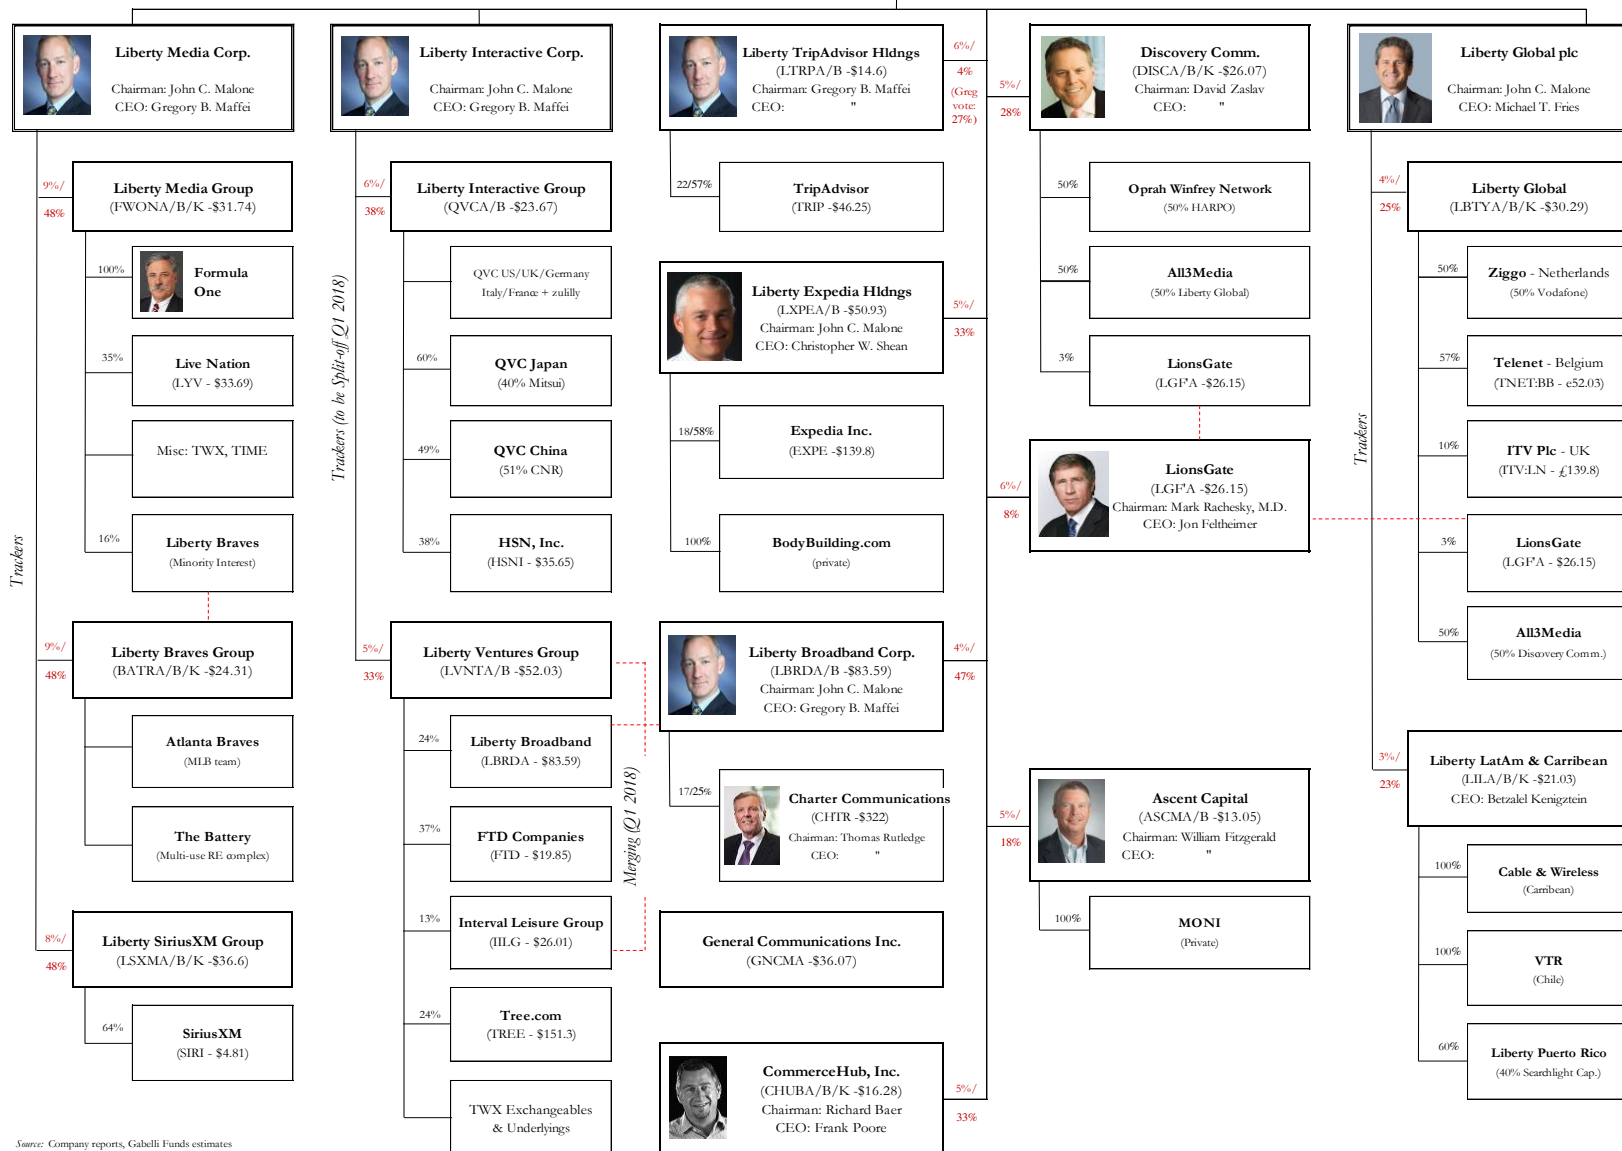 Liberty Media Corp.
Chairman: John C. Malone
CEO: Gregory B. Maffei
Trackers
9%/
48%
Liberty Media Group
(FWONA/B/K -$31.74)
100%
Formula
One
35%
Live Nation
(LYV - $33.69)
Misc: TWX, TIME
16%
Liberty Braves
(Minority Interest)
9%/
48%
Liberty Braves Group
(BATRA/B/K -$24.31)
Atlanta Braves
(MLB team)
The Battery
(Multi-use RE complex)
8%/
48%
Liberty SiriusXM Group
(LSXMA/B/K -$36.6)
64%
SiriusXM
(SIRI - $4.81)
Liberty Interactive Corp.
Chairman: John C. Malone
CEO: Gregory B. Maffei
Trackers (to be Split-off Q1 2018)
6%/
38%
Liberty Interactive Group
(QVCA/B -$23.67)
QVC US/UK/Germany
Italy/France + zulilly
60%
QVC Japan
(40% Mitsui)
49%
QVC China
(51% CNR)
38%
HSN, Inc.
(HSNI - $35.65)
5%/
33%
Liberty Ventures Group
(LVNTA/B -$52.03)
24%
Liberty Broadband
(LBRDA - $83.59)
37%
FTD Companies
(FTD - $19.85)
13%
Interval Leisure Group
(IILG - $26.01)
24%
Tree.com
(TREE - $151.3)
TWX Exchangeables
& Underlyings
Merging (Q1 2018)
Liberty TripAdvisor Hldngs
(LTRPA/B -$14.6)
Chairman: Gregory B. Maffei
CEO: "
6%/
4%
(Greg
vote:
27%)
22/57%
TripAdvisor
(TRIP -$46.25)
Liberty Expedia Hldngs
(LXPEA/B -$50.93)
Chairman: John C. Malone
CEO: Christopher W. Shean
5%/
33%
18/58%
Expedia Inc.
(EXPE -$139.8)
100%
BodyBuilding.com
(private)
Liberty Broadband Corp.
(LBRDA/B -$83.59)
Chairman: John C. Malone
CEO: Gregory B. Maffei
4%/
47%
17/25%
Charter Communications
(CHTR -$322)
Chairman: Thomas Rutledge
CEO: "
General Communications Inc.
(GNCMA -$36.07)
CommerceHub, Inc.
(CHUBA/B/K -$16.28)
Chairman: Richard Baer
CEO: Frank Poore
5%/
33%
5%/
28%
Discovery Comm.
(DISCA/B/K -$26.07)
Chairman: David Zaslav
CEO: "
50%
Oprah Winfrey Network
(50% HARPO)
50%
All3Media
(50% Liberty Global)
3%
LionsGate
(LGF'A -$26.15)
6%/
8%
LionsGate
(LGF'A -$26.15)
Chairman: Mark Rachesky, M.D.
CEO: Jon Feltheimer
5%/
18%
Ascent Capital
(ASCMA/B -$13.05)
Chairman: William Fitzgerald
CEO: "
100%
MONI
(Private)
Liberty Global plc
Chairman: John C. Malone
CEO: Michael T. Fries
Trackers
4%/
25%
Liberty Global
(LBTYA/B/K -$30.29)
50%
Ziggo - Netherlands
(50% Vodafone)
57%
Telenet - Belgium
(TNET:BB - e52.03)
10%
ITV Plc - UK
(ITV:LN - £139.8)
3%
LionsGate
(LGF'A - $26.15)
50%
All3Media
(50% Discovery Comm.)
3%/
23%
Liberty LatAm & Carribean
(LILA/B/K -$21.03)
CEO: Betzalel Kenigztein
100%
Cable & Wireless
(Carribean)
100%
VTR
(Chile)
60%
Liberty Puerto Rico
(40% Searchlight Cap.)
Source: Company reports, Gabelli Funds estimates